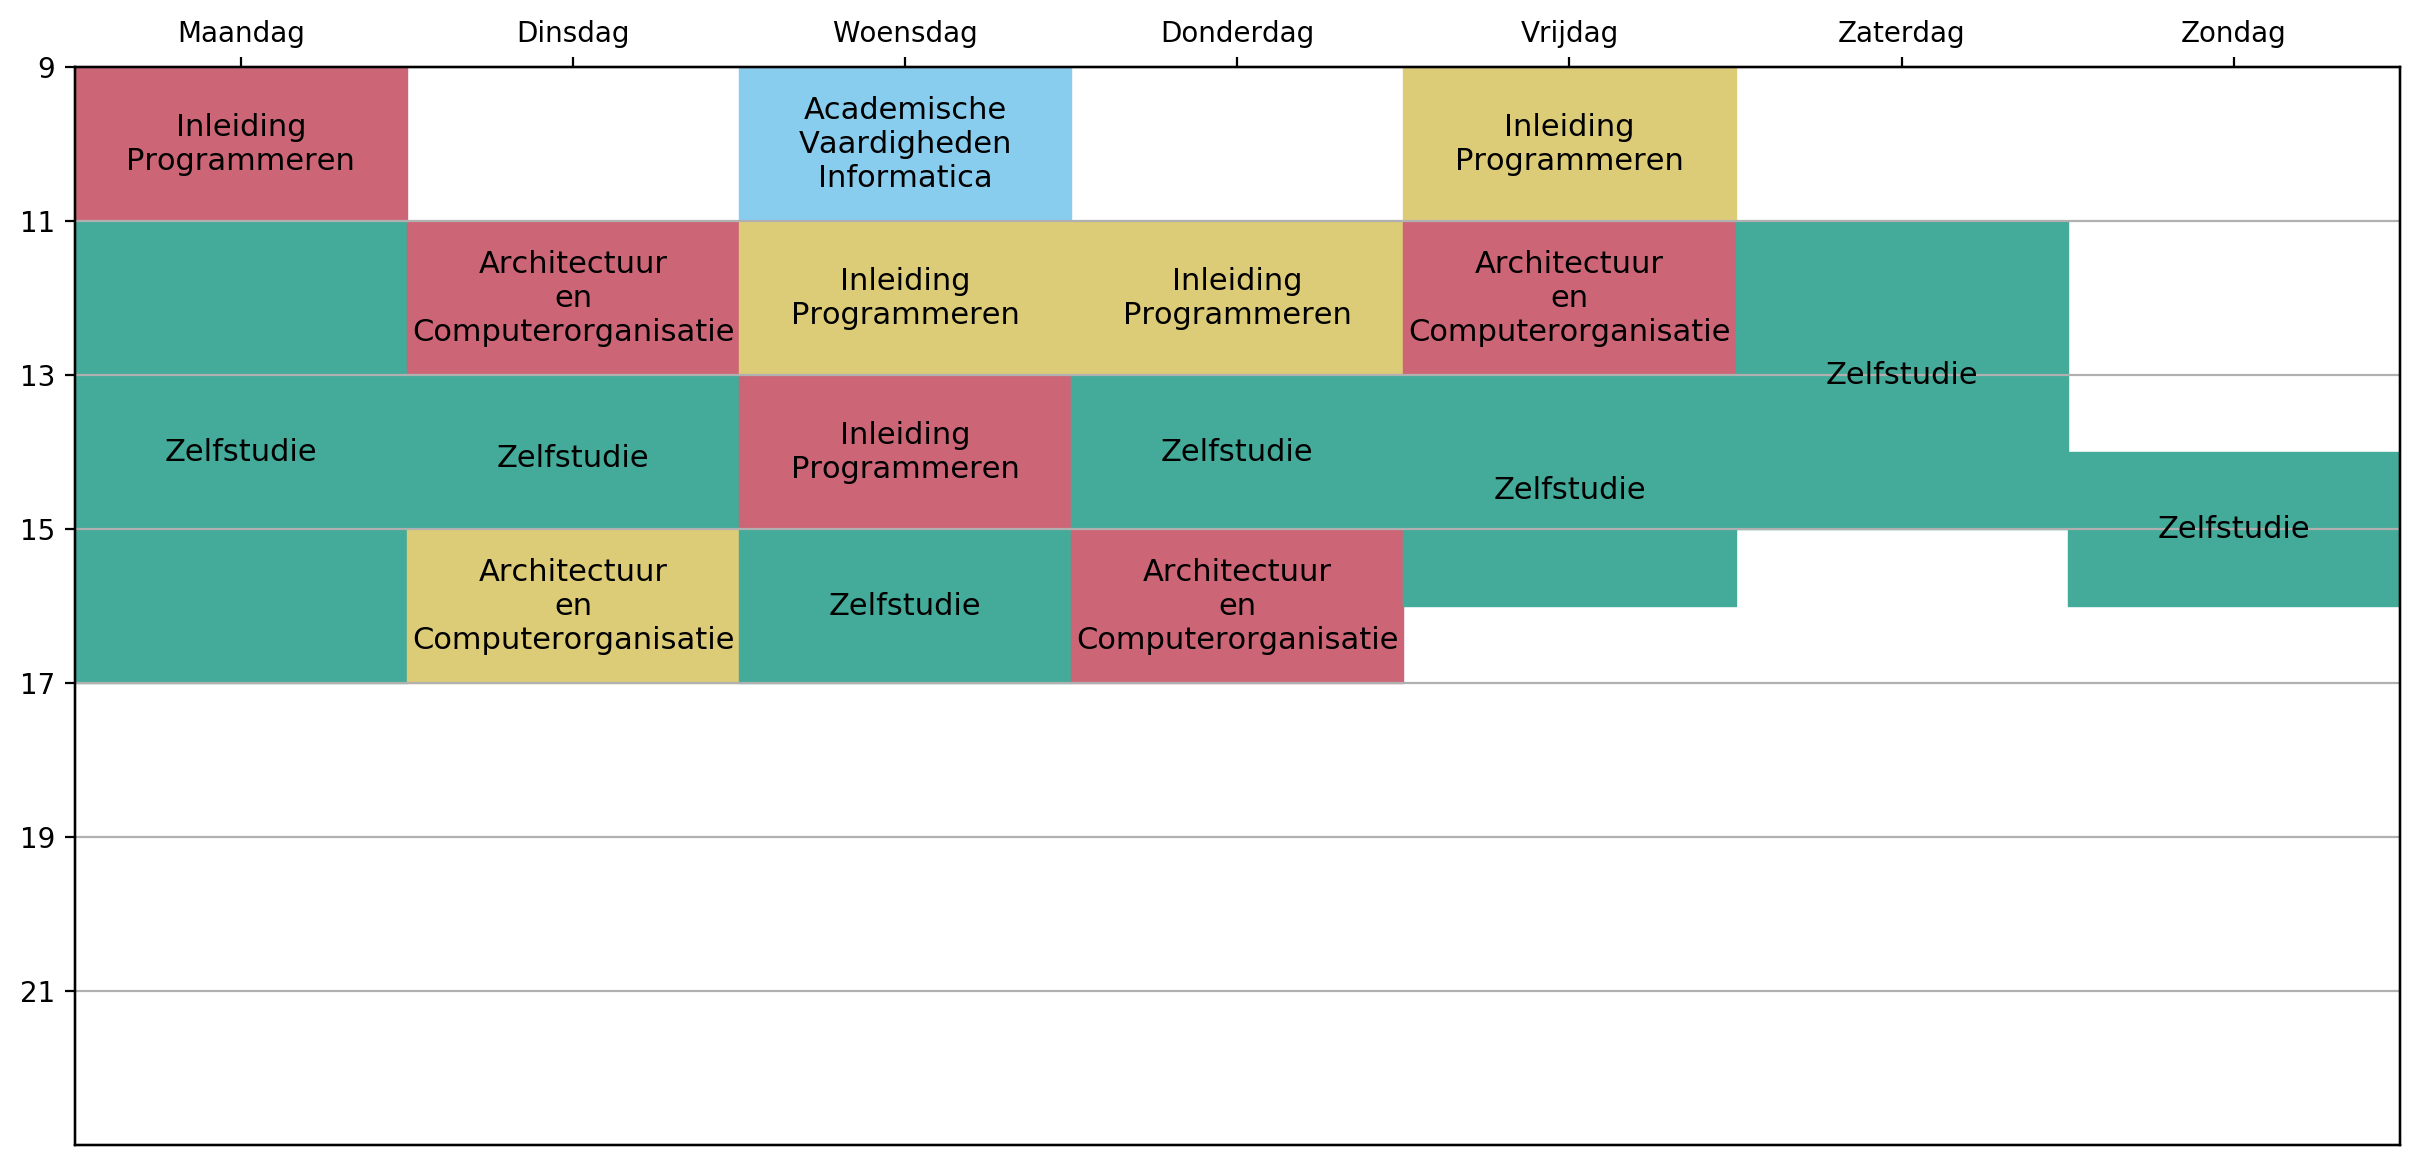 Maandag Dinsdag Woensdag Donderdag Vrijdag Zaterdag Zondag
9
Inleiding
Programmeren
Academische
Vaardigheden
Informatica
Inleiding
Programmeren
11
Architectuur
en
Computerorganisatie
Inleiding
Programmeren
Inleiding
Programmeren
Architectuur
en
Computerorganisatie
13
Zelfstudie
Zelfstudie
Zelfstudie
Inleiding
Programmeren
Zelfstudie
Zelfstudie
15
Zelfstudie
Architectuur
en
Computerorganisatie
Zelfstudie
Architectuur
en
Computerorganisatie
17
19
21